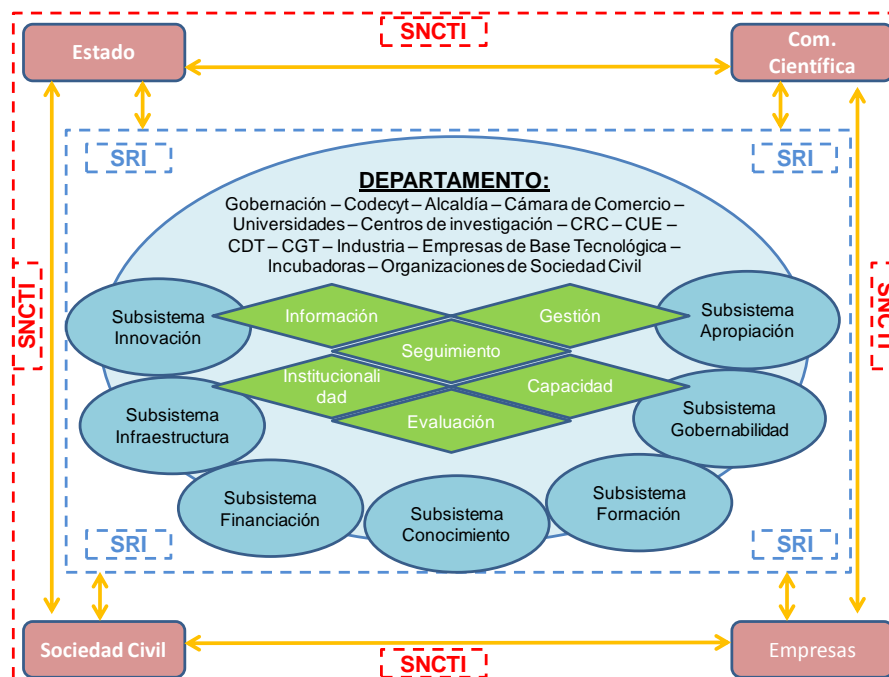 SNCTI
Estado
Com.
Científica
SRI
SRI
DEPARTAMENTO:
Gobernación – Codecyt – Alcaldía – Cámara de Comercio –
Universidades – Centros de investigación – CRC – CUE –
CDT – CGT – Industria – Empresas de Base Tecnológica –
Incubadoras – Organizaciones de Sociedad Civil
SNCTI
SNCTI
Subsistema
Innovación
Información
Gestión
Subsistema
Apropiación
Seguimiento
Institucionali
dad
Capacidad
Subsistema
Infraestructura
Evaluación
Subsistema
Gobernabilidad
Subsistema
Financiación
Subsistema
Conocimiento
Subsistema
Formación
SRI
SRI
Sociedad Civil
Empresas
SNCTI